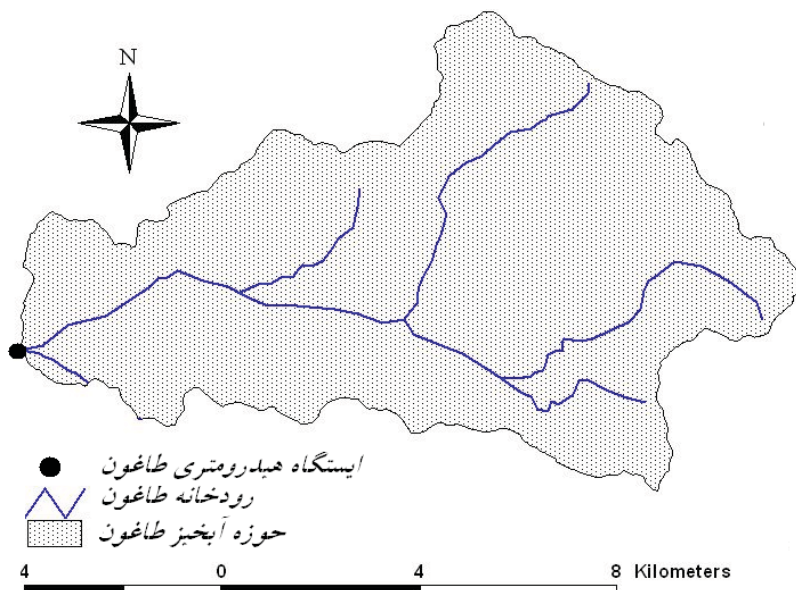 N
ایستگاه هیدرومتری طاغون
رودخانه طاغون
حوزه آبخیز طاغون
4 0 4 8 Kilometers